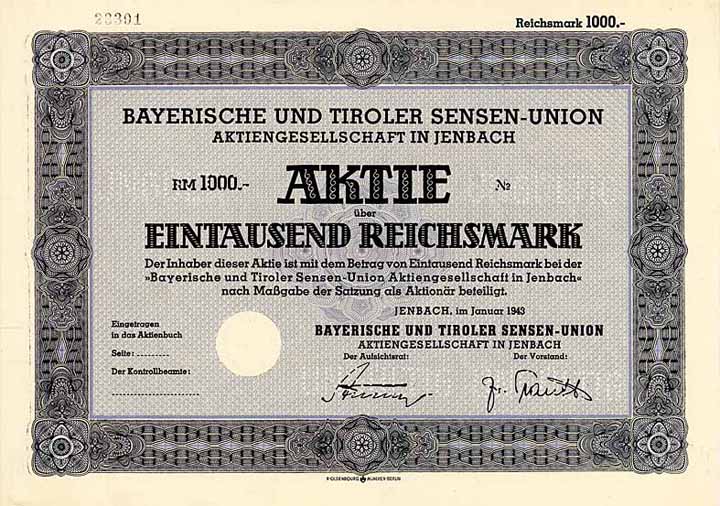 20301
Reichsmark 1000.-
BAYERISCHE UND TIROLER SENSEN-UNION
AKTIENGESELLSCHAFT IN JENBACH
RM 1000.- AKTIE №
über
EINTAUSEND REICHSMARK
Der Inhaber dieser Aktie ist mit dem Betrag von Eintausend Reichsmark bei der
»Bayerische und Tiroler Sensen-Union Aktiengesellschaft in Jenbach«
nach Maßgabe der Satzung als Aktionär beteiligt.
JENBACH, im Januar 1943
Eingetragen
in das Aktienbuch
Seite: ..........
Der Kontrollbeamte:
BAYERISCHE UND TIROLER SENSEN-UNION
AKTIENGESELLSCHAFT IN JENBACH
Der Aufsichtsrat: Der Vorstand: